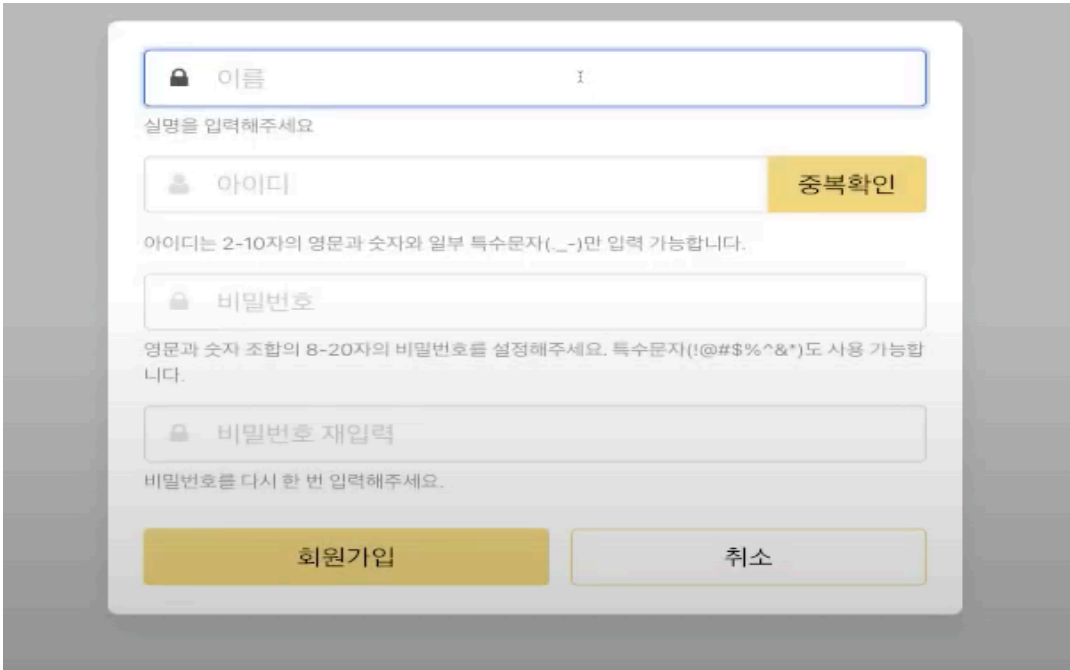 이름
실명을 입력해주세요
아이디
중복확인
아이디는 2-10자의 영문과 숫자와 일부 특수문자(._-)만 입력 가능합니다.
비밀번호
영문과 숫자 조합의 8-20자의 비밀번호를 설정해주세요. 특수문자(!@#$%^&*)도 사용 가능합
니다.
비밀번호 재입력
비밀번호를 다시 한 번 입력해주세요.
회원가입
취소